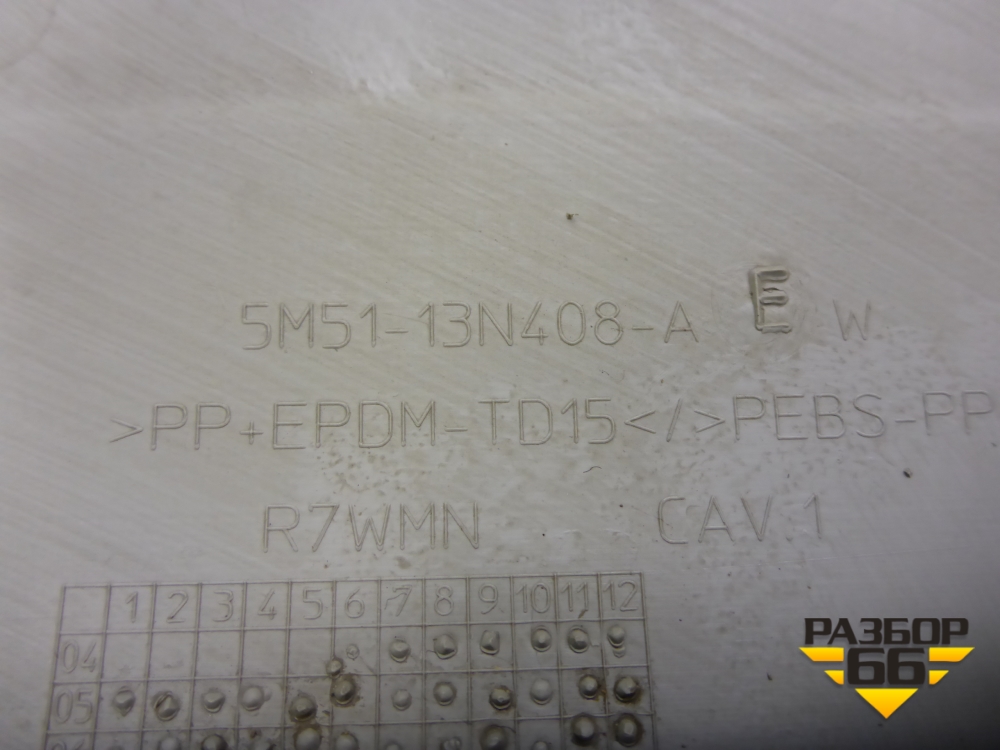 5M51-13N408-A E W
>PP+EPDM-TD15</>PEBS-PP
R7WMN CAV.1
1 2 3 4 5 6 7 8 9 10 11 12
04
05
РАЗБОР
66